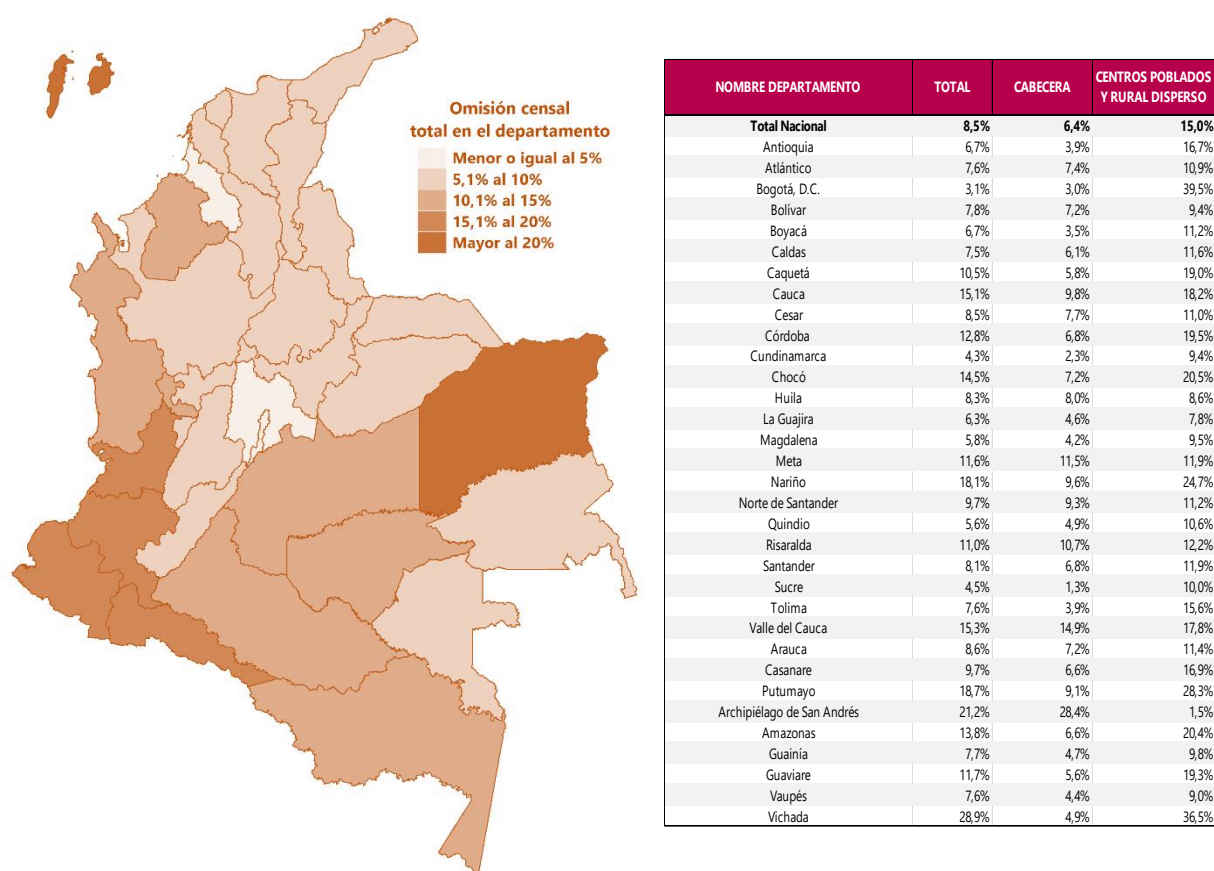 Omisión censal
total en el departamento
Menor o igual al 5%
5,1% al 10%
10,1% al 15%
15,1% al 20%
Mayor al 20%
NOMBRE DEPARTAMENTO TOTAL CABECERA CENTROS POBLADOS Y RURAL DISPERSO
Total Nacional 8,5% 6,4% 15,0%
Antioquia 6,7% 3,9% 16,7%
Atlántico 7,6% 7,4% 10,9%
Bogotá, D.C. 3,1% 3,0% 39,5%
Bolívar 7,8% 7,2% 9,4%
Boyacá 6,7% 3,5% 11,2%
Caldas 7,5% 6,1% 11,6%
Caquetá 10,5% 5,8% 19,0%
Cauca 15,1% 9,8% 18,2%
Cesar 8,5% 7,7% 11,0%
Córdoba 12,8% 6,8% 19,5%
Cundinamarca 4,3% 2,3% 9,4%
Chocó 14,5% 7,2% 20,5%
Huila 8,3% 8,0% 8,6%
La Guajira 6,3% 4,6% 7,8%
Magdalena 5,8% 4,2% 9,5%
Meta 11,6% 11,5% 11,9%
Nariño 18,1% 9,6% 24,7%
Norte de Santander 9,7% 9,3% 11,2%
Quindio 5,6% 4,9% 10,6%
Risaralda 11,0% 10,7% 12,2%
Santander 8,1% 6,8% 11,9%
Sucre 4,5% 1,3% 10,0%
Tolima 7,6% 3,9% 15,6%
Valle del Cauca 15,3% 14,9% 17,8%
Arauca 8,6% 7,2% 11,4%
Casanare 9,7% 6,6% 16,9%
Putumayo 18,7% 9,1% 28,3%
Archipiélago de San Andrés 21,2% 28,4% 1,5%
Amazonas 13,8% 6,6% 20,4%
Guainía 7,7% 4,7% 9,8%
Guaviare 11,7% 5,6% 19,3%
Vaupés 7,6% 4,4% 9,0%
Vichada 28,9% 4,9% 36,5%